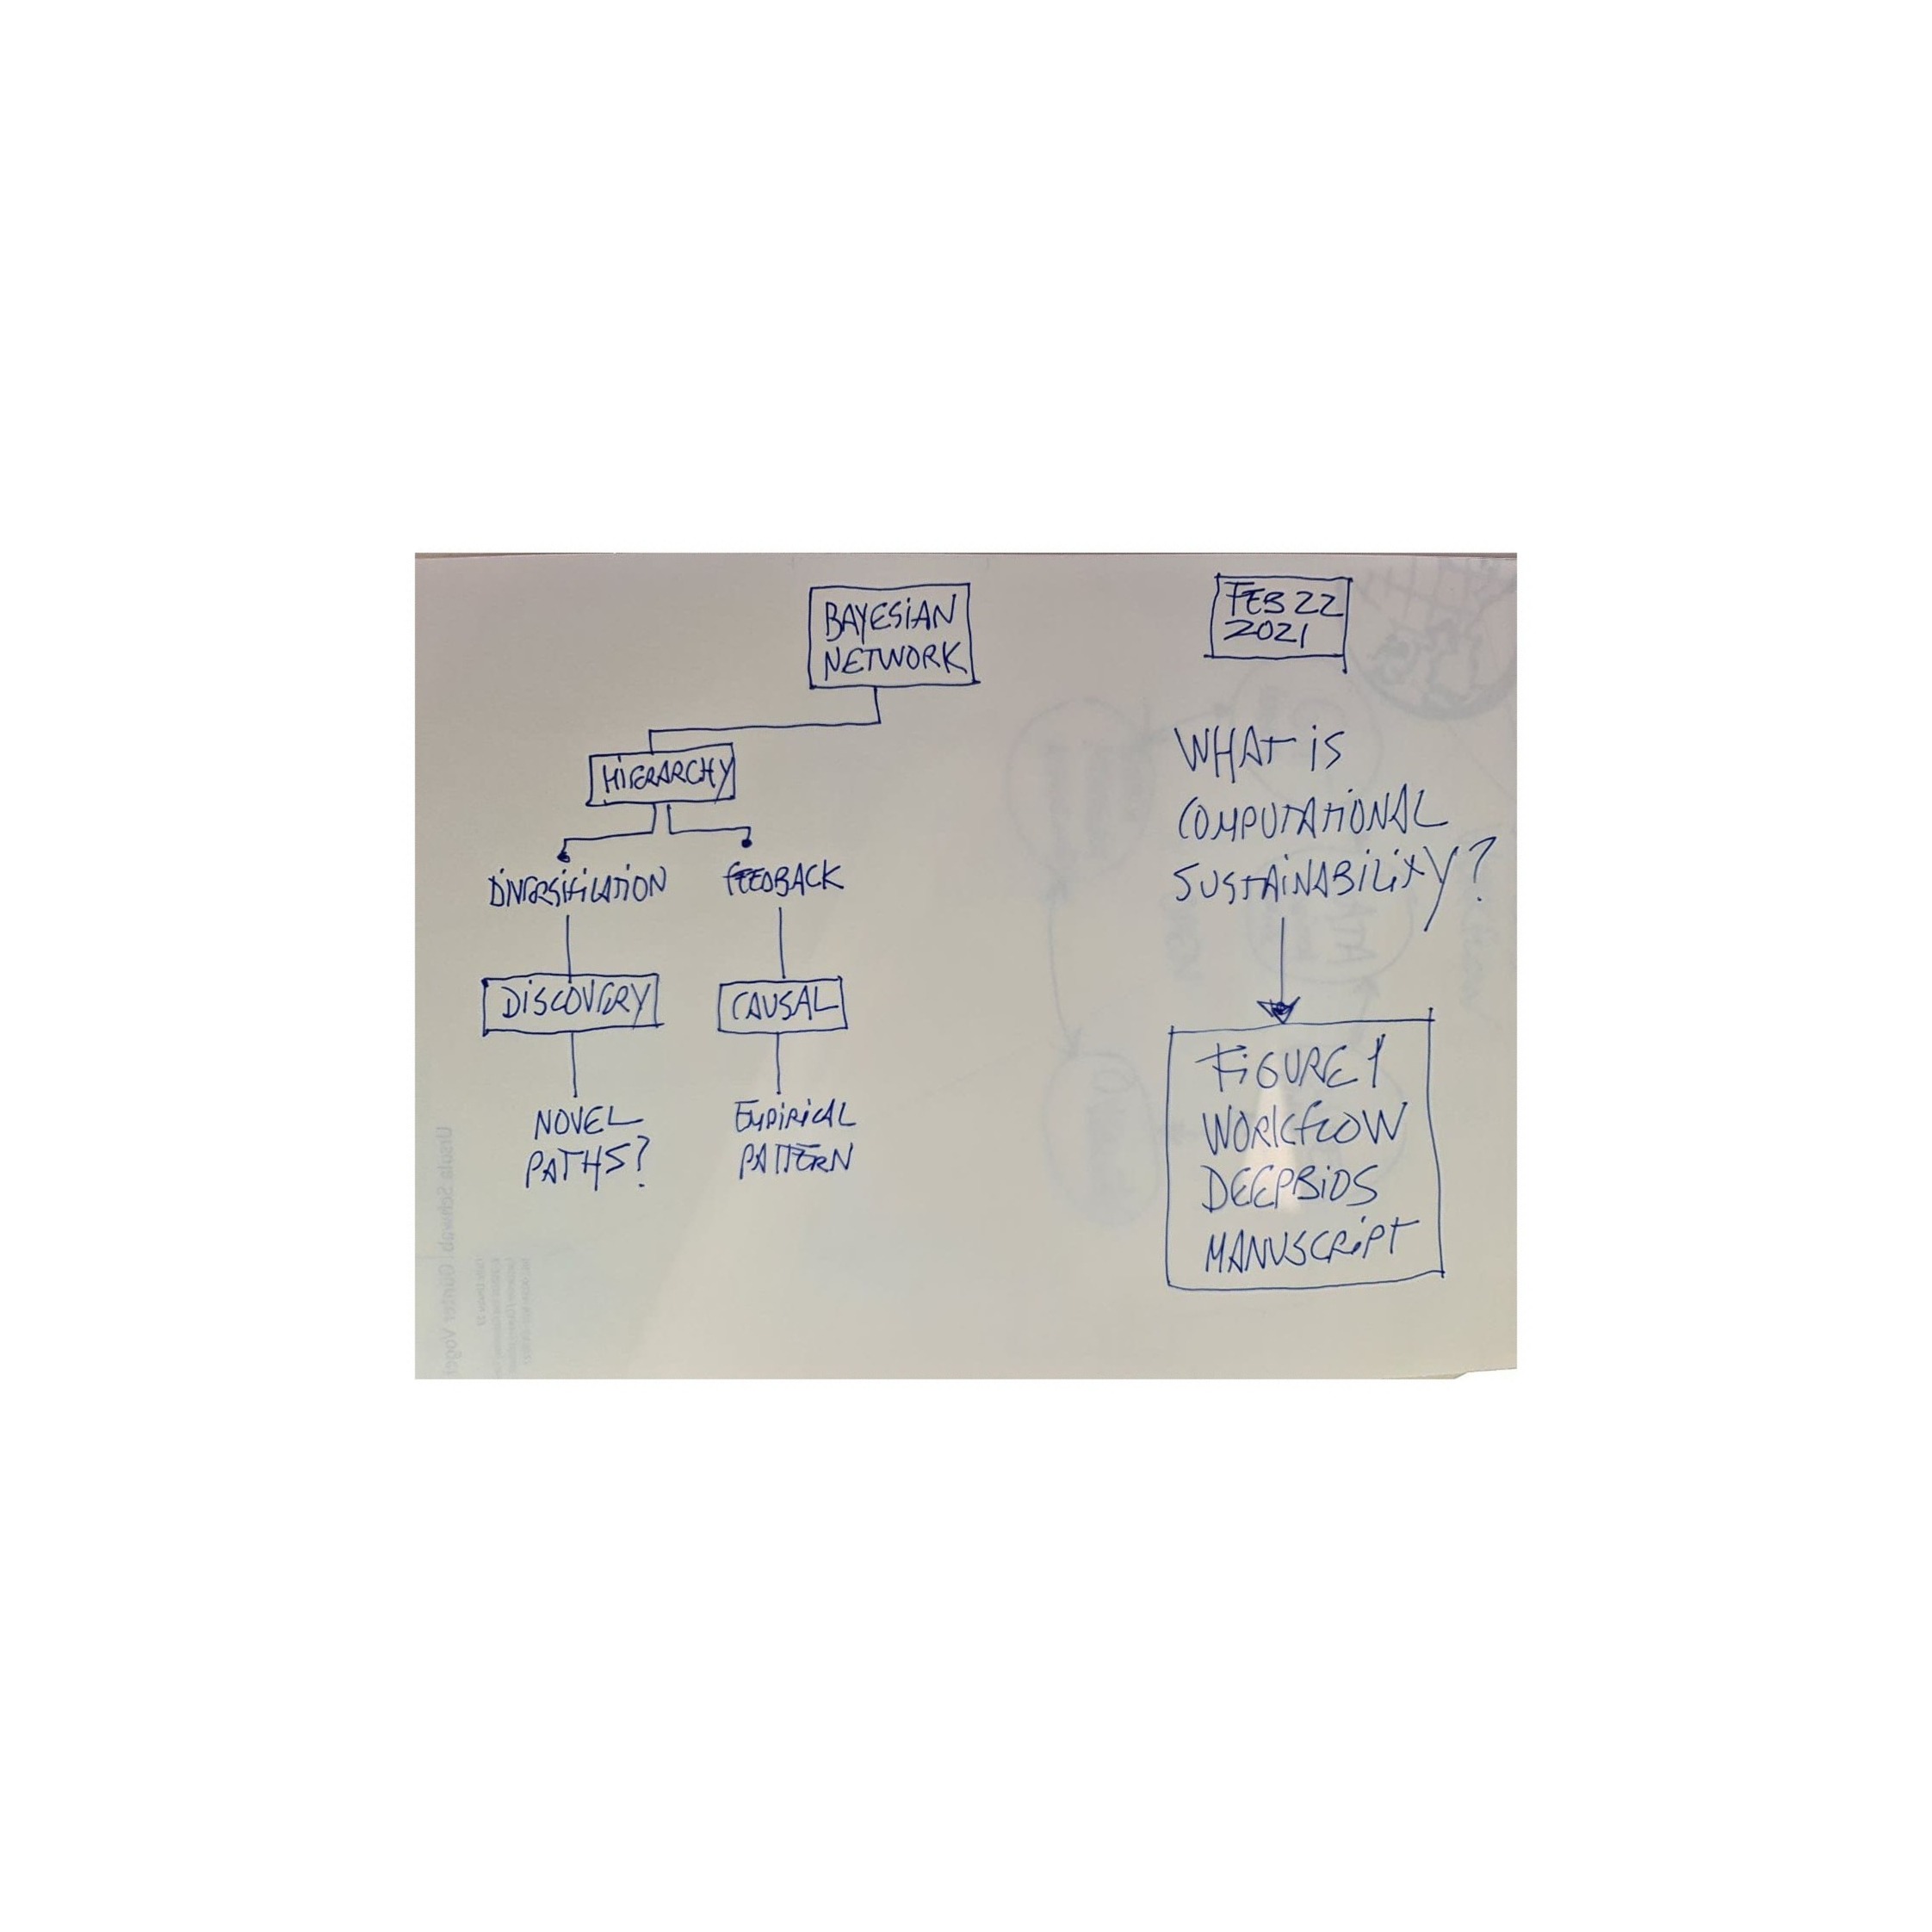 BAYESIAN
NETWORK
HIERARCHY
DIVERSIFICATION
FEEDBACK
DISCOVERY
CAUSAL
NOVEL
PATHS?
EMPIRICAL
PATTERN
FEB 22
2021
WHAT IS
COMPUTATIONAL
SUSTAINABILITY?
FIGURE 1
WORKFLOW
DEEPBIOS
MANUSCRIPT
Ursula Schwab Gunter Vogel